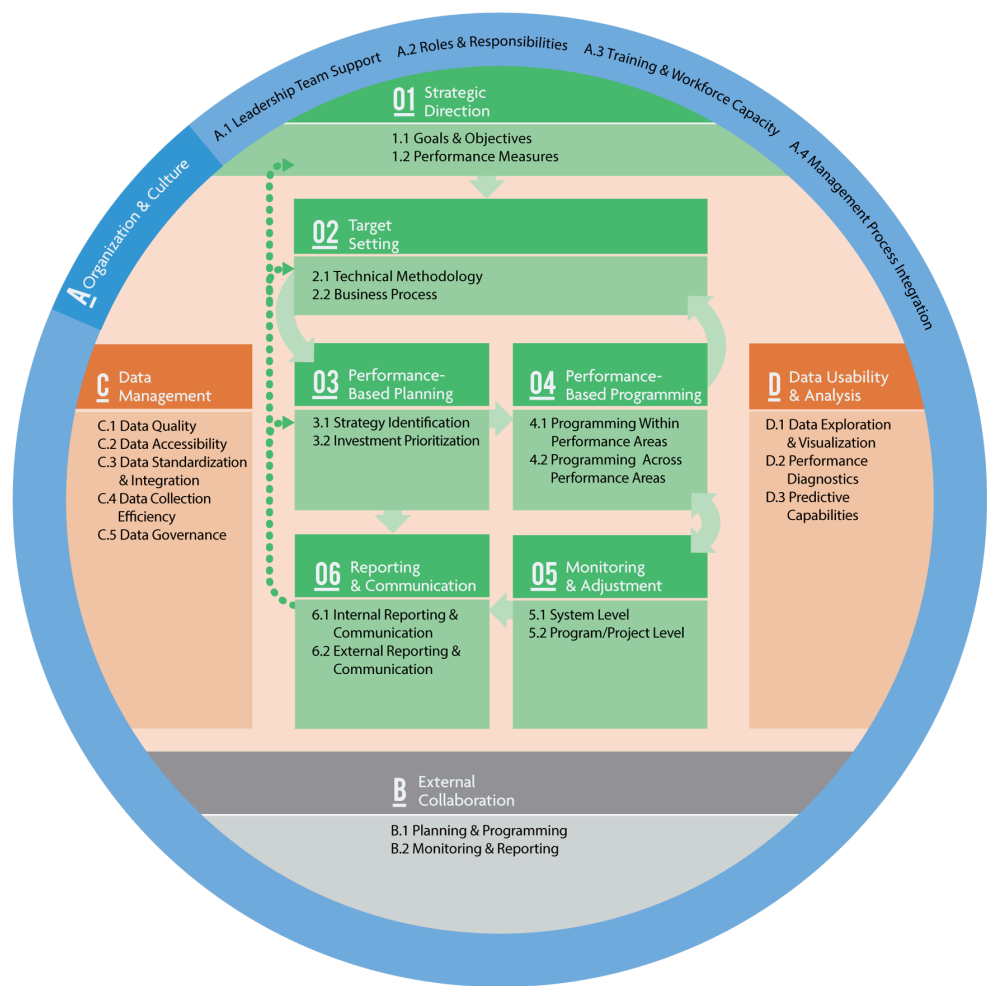 A.1 Leadership Team Support
A.2 Roles & Responsibilities
A.3 Training & Workforce Capacity
A.4 Management Process Integration
A Organization & Culture
01 Strategic
Direction
1.1 Goals & Objectives
1.2 Performance Measures
02 Target
Setting
2.1 Technical Methodology
2.2 Business Process
C Data
Management
C.1 Data Quality
C.2 Data Accessibility
C.3 Data Standardization
& Integration
C.4 Data Collection
Efficiency
C.5 Data Governance
03 Performance-
Based Planning
3.1 Strategy Identification
3.2 Investment Prioritization
04 Performance-
Based Programming
4.1 Programming Within
Performance Areas
4.2 Programming Across
Performance Areas
D Data Usability
& Analysis
D.1 Data Exploration
& Visualization
D.2 Performance
Diagnostics
D.3 Predictive
Capabilities
06 Reporting
& Communication
6.1 Internal Reporting &
Communication
6.2 External Reporting &
Communication
05 Monitoring
& Adjustment
5.1 System Level
5.2 Program/Project Level
B External
Collaboration
B.1 Planning & Programming
B.2 Monitoring & Reporting